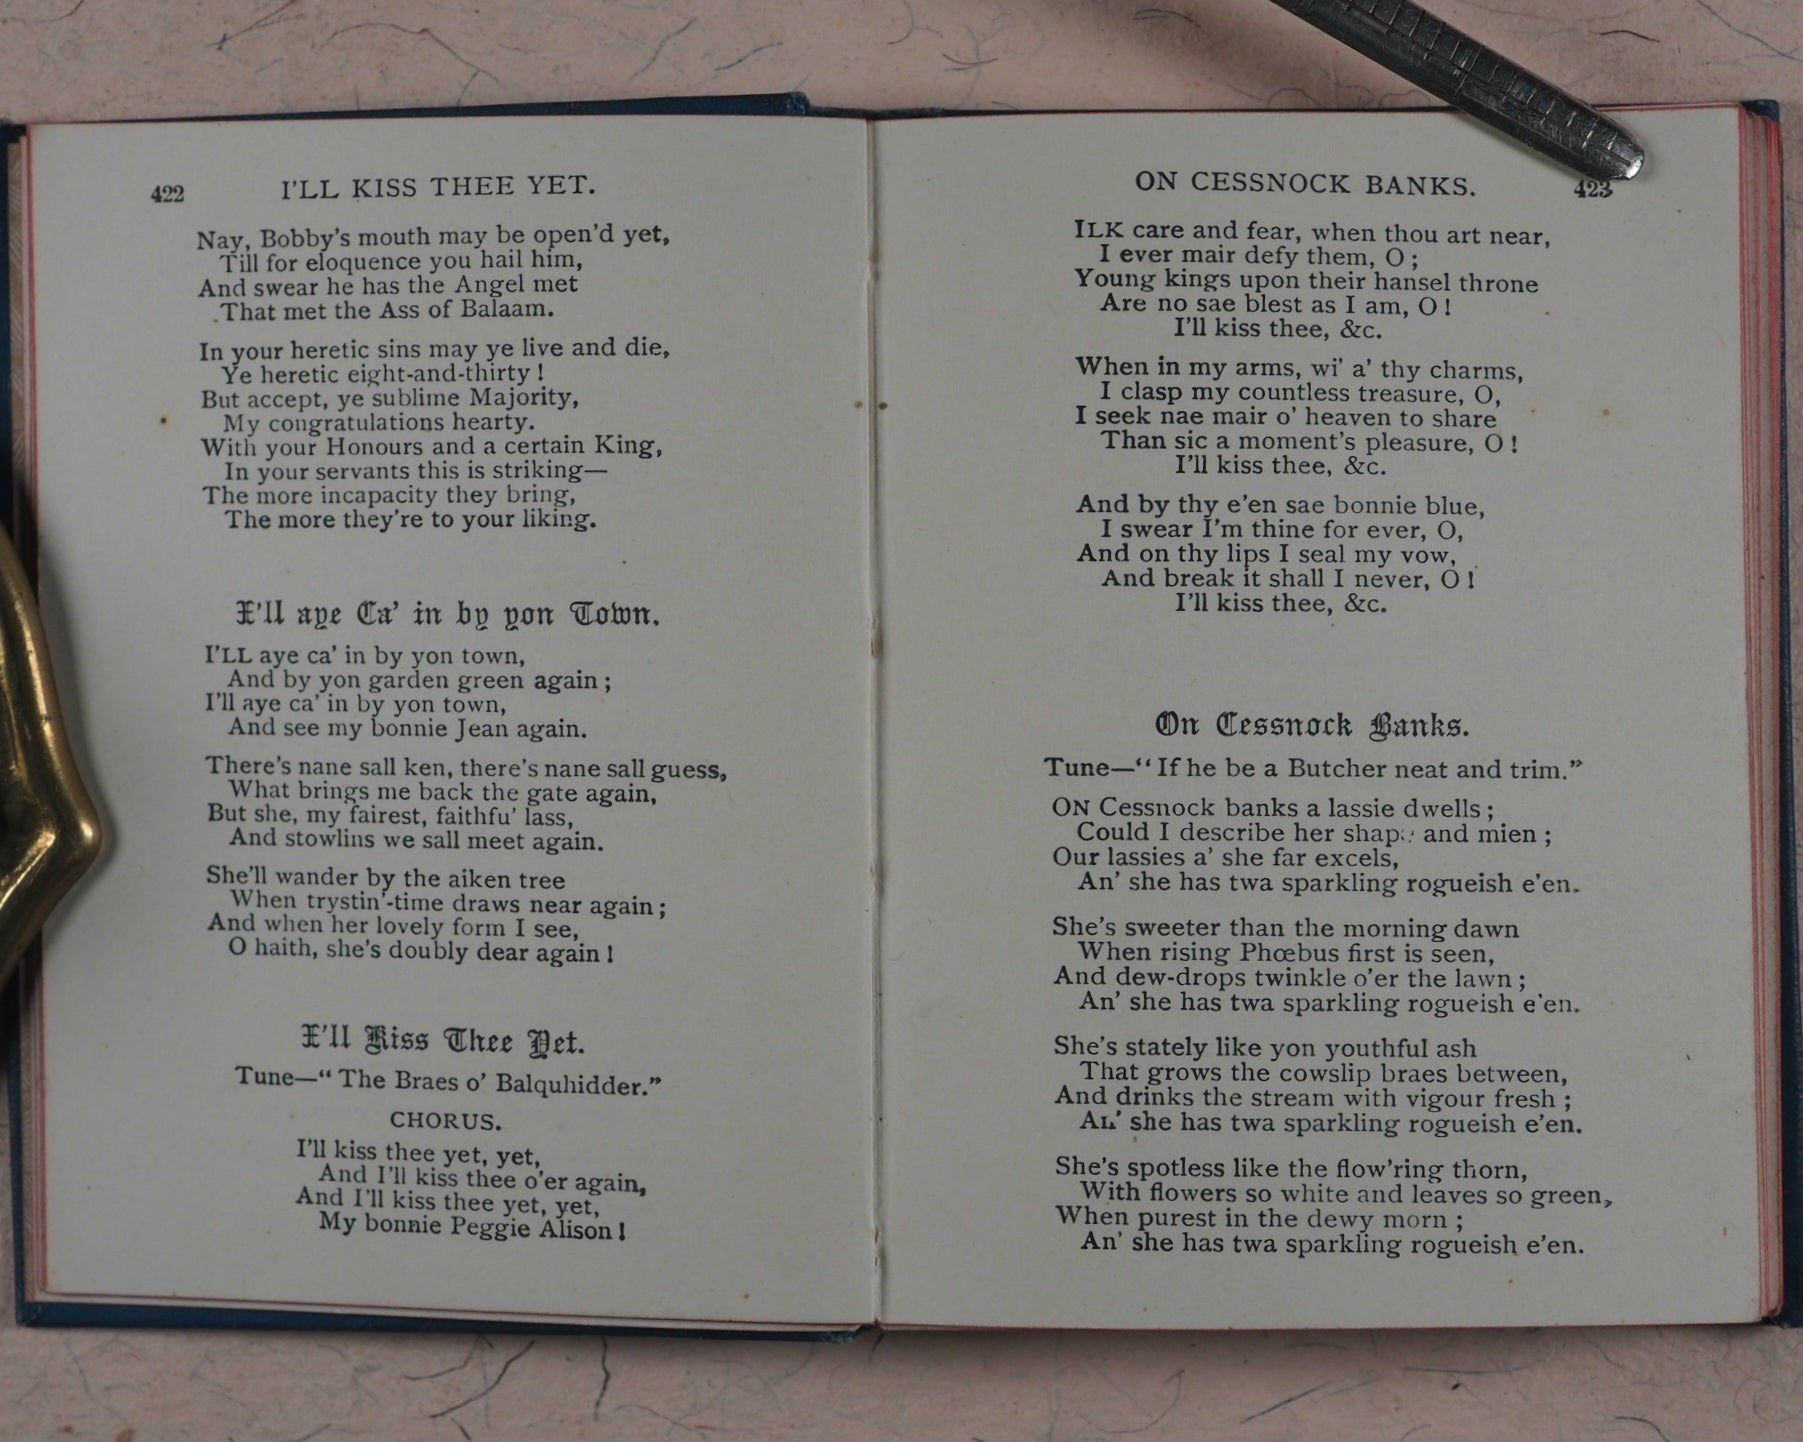 422 I'LL KISS THEE YET.
Nay, Bobby's mouth may be open'd yet,
Till for eloquence you hail him,
And swear he has the Angel met
That met the Ass of Balaam.
In your heretic sins may ye live and die,
Ye heretic eight-and-thirty!
But accept, ye sublime Majority,
My congratulations hearty.
With your Honours and a certain King,
In your servants this is striking—
The more incapacity they bring,
The more they're to your liking.
I'll aye Ca' in by yon Town.
I'LL aye ca' in by yon town,
And by yon garden green again;
I'll aye ca' in by yon town,
And see my bonnie Jean again.
There's nane sall ken, there's nane sall guess,
What brings me back the gate again,
But she, my fairest, faithfu' lass,
And stowlins we sall meet again.
She'll wander by the aiken tree
When trystin'-time draws near again;
And when her lovely form I see,
O haith, she's doubly dear again!
I'll Kiss Thee Yet.
Tune—"The Braes o' Balquhidder."
CHORUS.
I'll kiss thee yet, yet,
And I'll kiss thee o'er again,
And I'll kiss thee yet, yet,
My bonnie Peggie Alison!
ON CESSNOCK BANKS. 423
ILK care and fear, when thou art near,
I ever mair defy them, O;
Young kings upon their hansel throne
Are no sae blest as I am, O!
I'll kiss thee, &c.
When in my arms, wi' a' thy charms,
I clasp my countless treasure, O,
I seek nae mair o' heaven to share
Than sic a moment's pleasure, O!
I'll kiss thee, &c.
And by thy e'en sae bonnie blue,
I swear I'm thine for ever, O,
And on thy lips I seal my vow,
And break it shall I never, O!
I'll kiss thee, &c.
On Cessnock Banks.
Tune—"If he be a Butcher neat and trim."
ON Cessnock banks a lassie dwells;
Could I describe her shape and mien;
Our lassies a' she far excels,
An' she has twa sparkling rogueish e'en.
She's sweeter than the morning dawn
When rising Phœbus first is seen,
And dew-drops twinkle o'er the lawn;
An' she has twa sparkling rogueish e'en.
She's stately like yon youthful ash
That grows the cowslip braes between,
And drinks the stream with vigour fresh;
An' she has twa sparkling rogueish e'en.
She's spotless like the flow'ring thorn,
With flowers so white and leaves so green,
When purest in the dewy morn;
An' she has twa sparkling rogueish e'en.